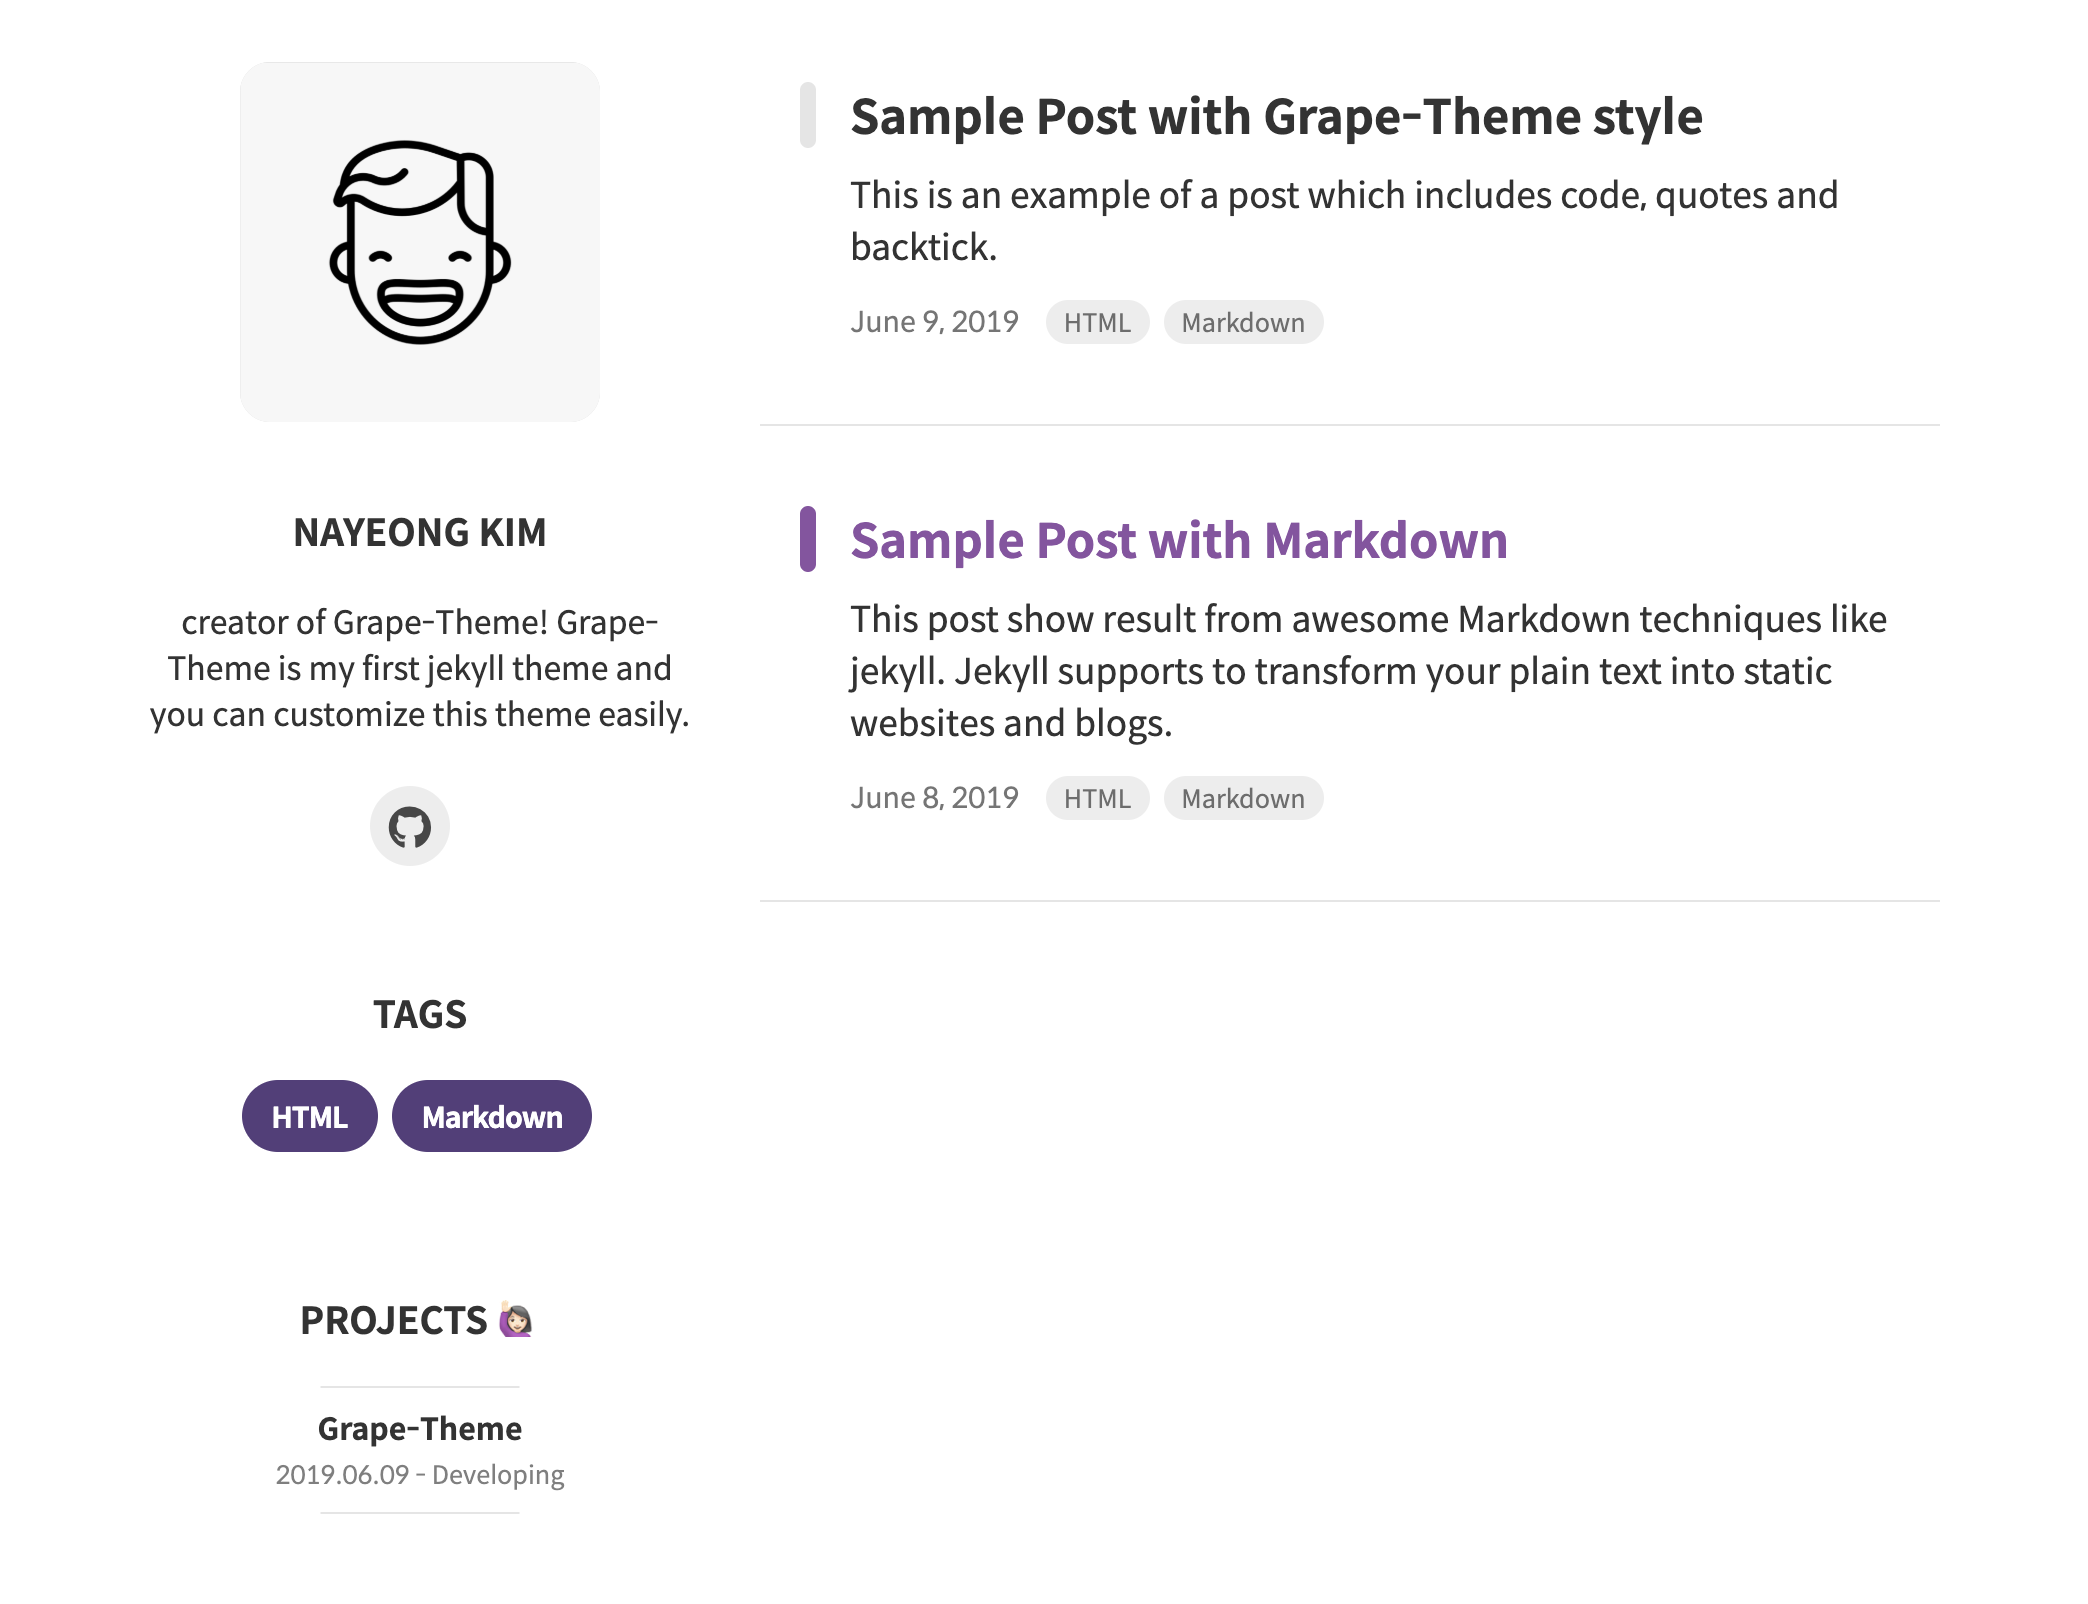 NAYEONG KIM
creator of Grape-Theme! Grape-
Theme is my first jekyll theme and
you can customize this theme easily.
TAGS
HTML
Markdown
PROJECTS 🙋🏻‍♀️
Grape-Theme
2019.06.09 - Developing
Sample Post with Grape-Theme style
This is an example of a post which includes code, quotes and
backtick.
June 9, 2019 HTML Markdown
Sample Post with Markdown
This post show result from awesome Markdown techniques like
jekyll. Jekyll supports to transform your plain text into static
websites and blogs.
June 8, 2019 HTML Markdown